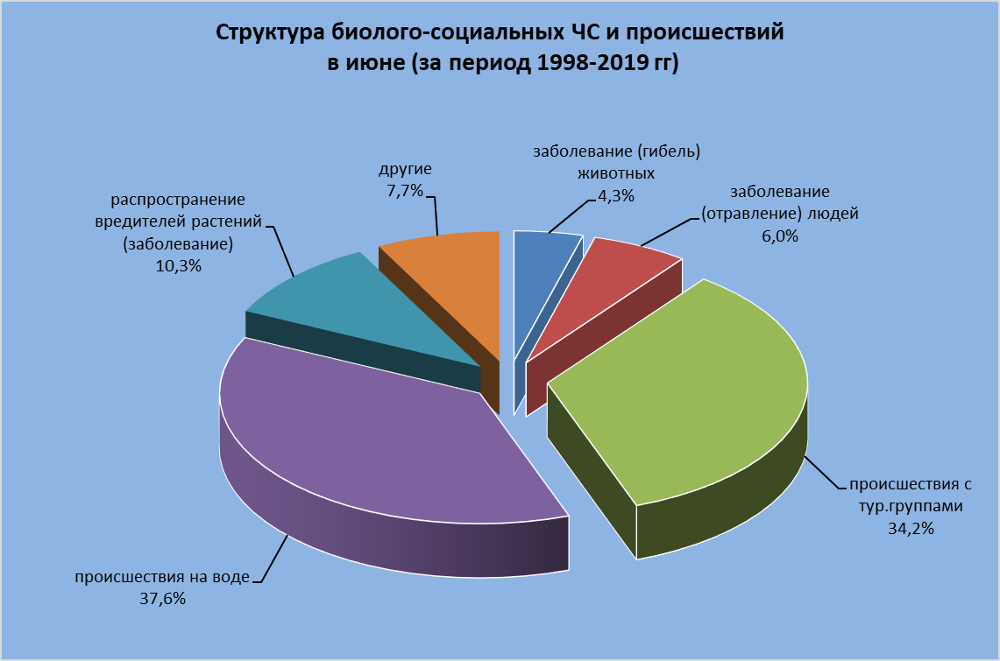 Структура биолого-социальных ЧС и происшествий
в июне (за период 1998-2019 гг)
заболевание (гибель)
животных
4,3%
заболевание
(отравление) людей
6,0%
происшествия с
тур.группами
34,2%
происшествия на воде
37,6%
распространение
вредителей растений
(заболевание)
10,3%
другие
7,7%